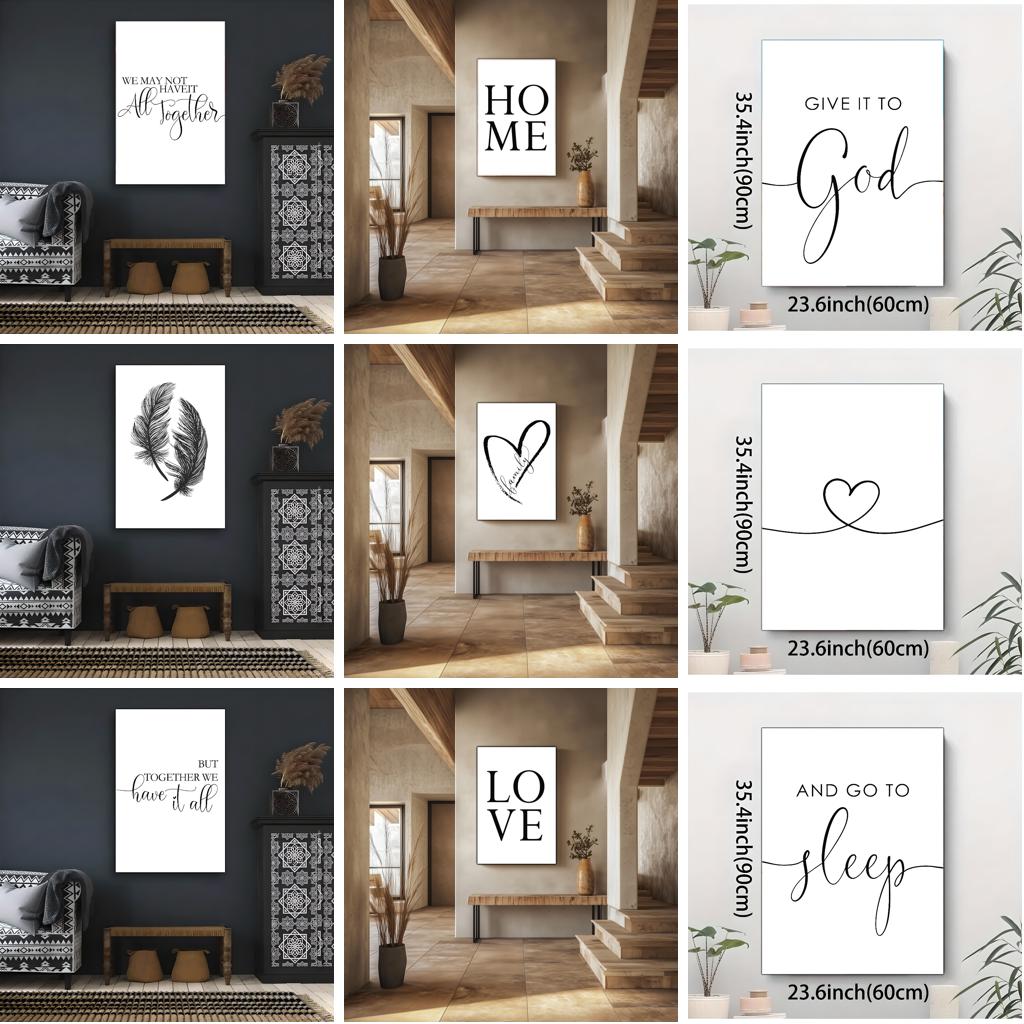 WE MAY NOT
HAVEIT
All Together
HO
ME
GIVE IT TO
God
35.4inch(90cm)
23.6inch(60cm)
family
35.4inch(90cm)
23.6inch(60cm)
BUT
TOGETHER WE
have it all
LO
VE
AND GO TO
sleep
35.4inch(90cm)
23.6inch(60cm)